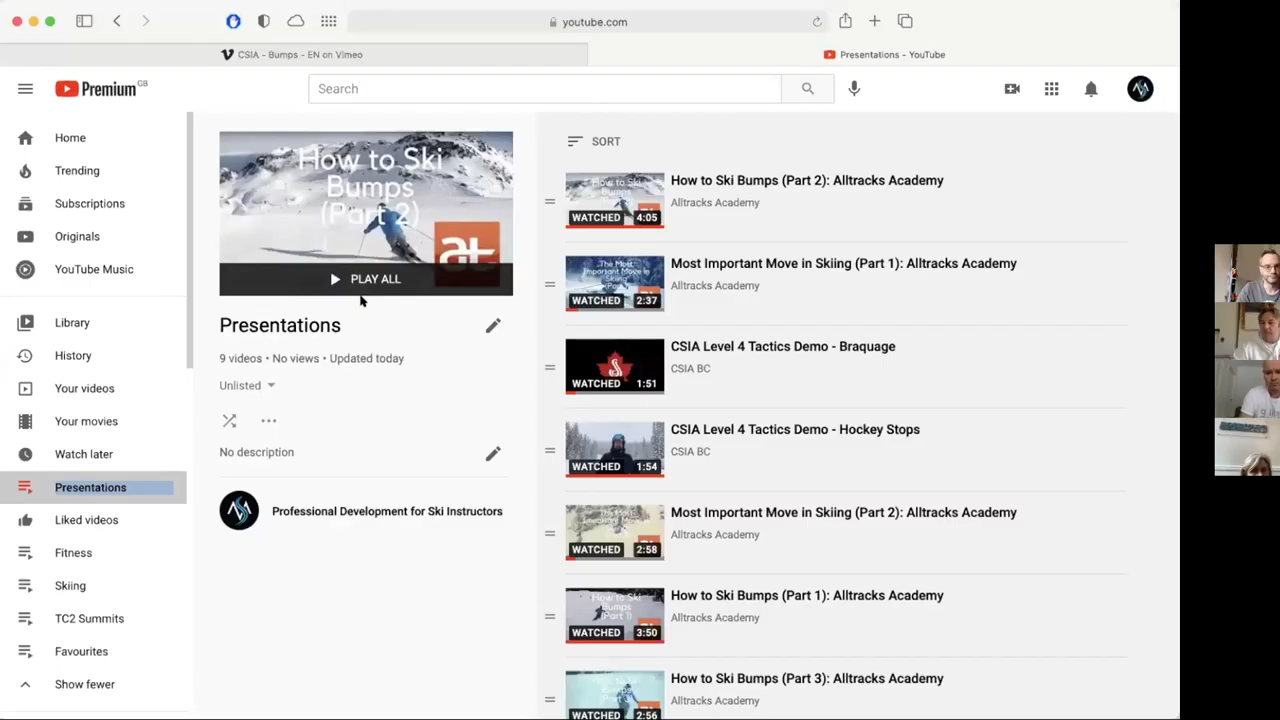 youtube.com
CSIA - Bumps - EN on Vimeo
Presentations - YouTube
Premium GB
Search
Home
Trending
Subscriptions
Originals
YouTube Music
Library
History
Your videos
Your movies
Watch later
Presentations
Liked videos
Fitness
Skiing
TC2 Summits
Favourites
Show fewer
How to Ski
Bumps
(Part 2)
at
PLAY ALL
Presentations
9 videos • No views • Updated today
Unlisted
No description
Professional Development for Ski Instructors
SORT
How to Ski Bumps (Part 2): Alltracks Academy
Alltracks Academy
WATCHED 4:05
Most Important Move in Skiing (Part 1): Alltracks Academy
Alltracks Academy
WATCHED 2:37
CSIA Level 4 Tactics Demo - Braquage
CSIA BC
WATCHED 1:51
CSIA Level 4 Tactics Demo - Hockey Stops
CSIA BC
WATCHED 1:54
Most Important Move in Skiing (Part 2): Alltracks Academy
Alltracks Academy
WATCHED 2:58
How to Ski Bumps (Part 1): Alltracks Academy
Alltracks Academy
WATCHED 3:50
How to Ski Bumps (Part 3): Alltracks Academy
Alltracks Academy
WATCHED 2:56